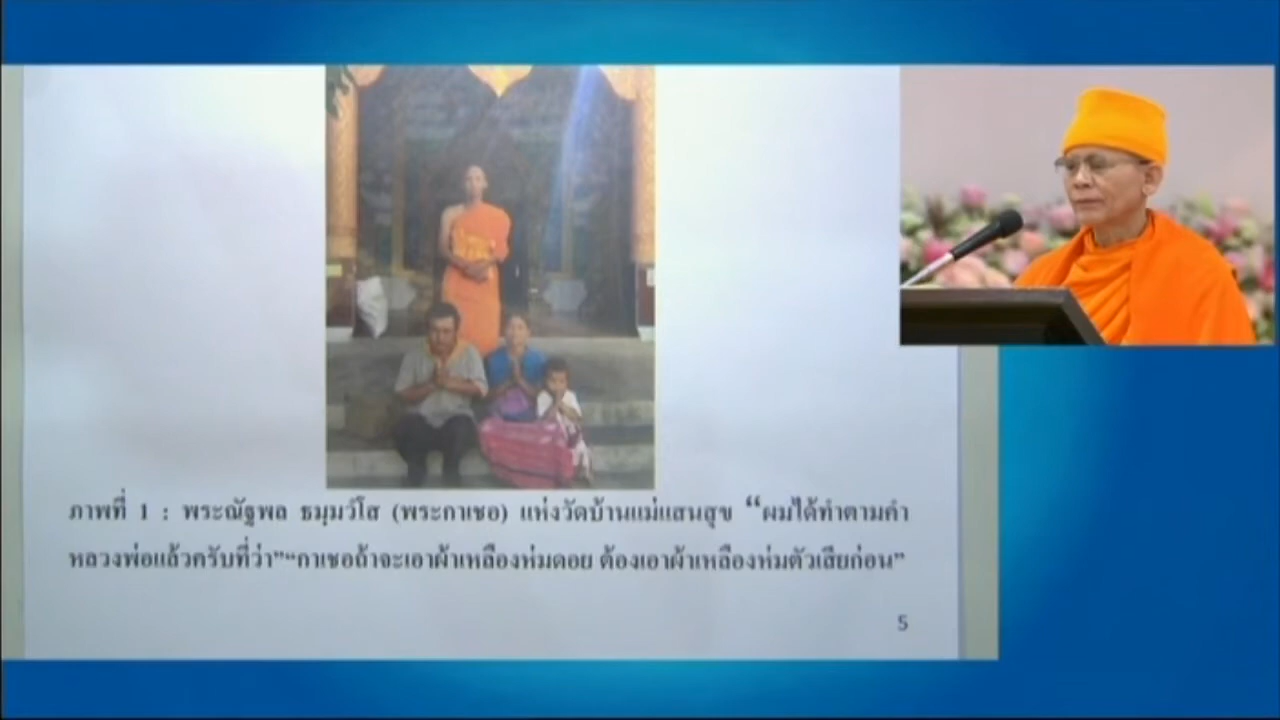 ภาพที่ 1 : พระณัฐพล ธมฺมวํโส (พระกาเชอ) แห่งวัดบ้านแม่แสนสุข “ผมได้ทำตามคำ
หลวงพ่อแล้วครับที่ว่า”“กาเชอถ้าจะเอาผ้าเหลืองห่มดอย ต้องเอาผ้าเหลืองห่มตัวเสียก่อน”
5